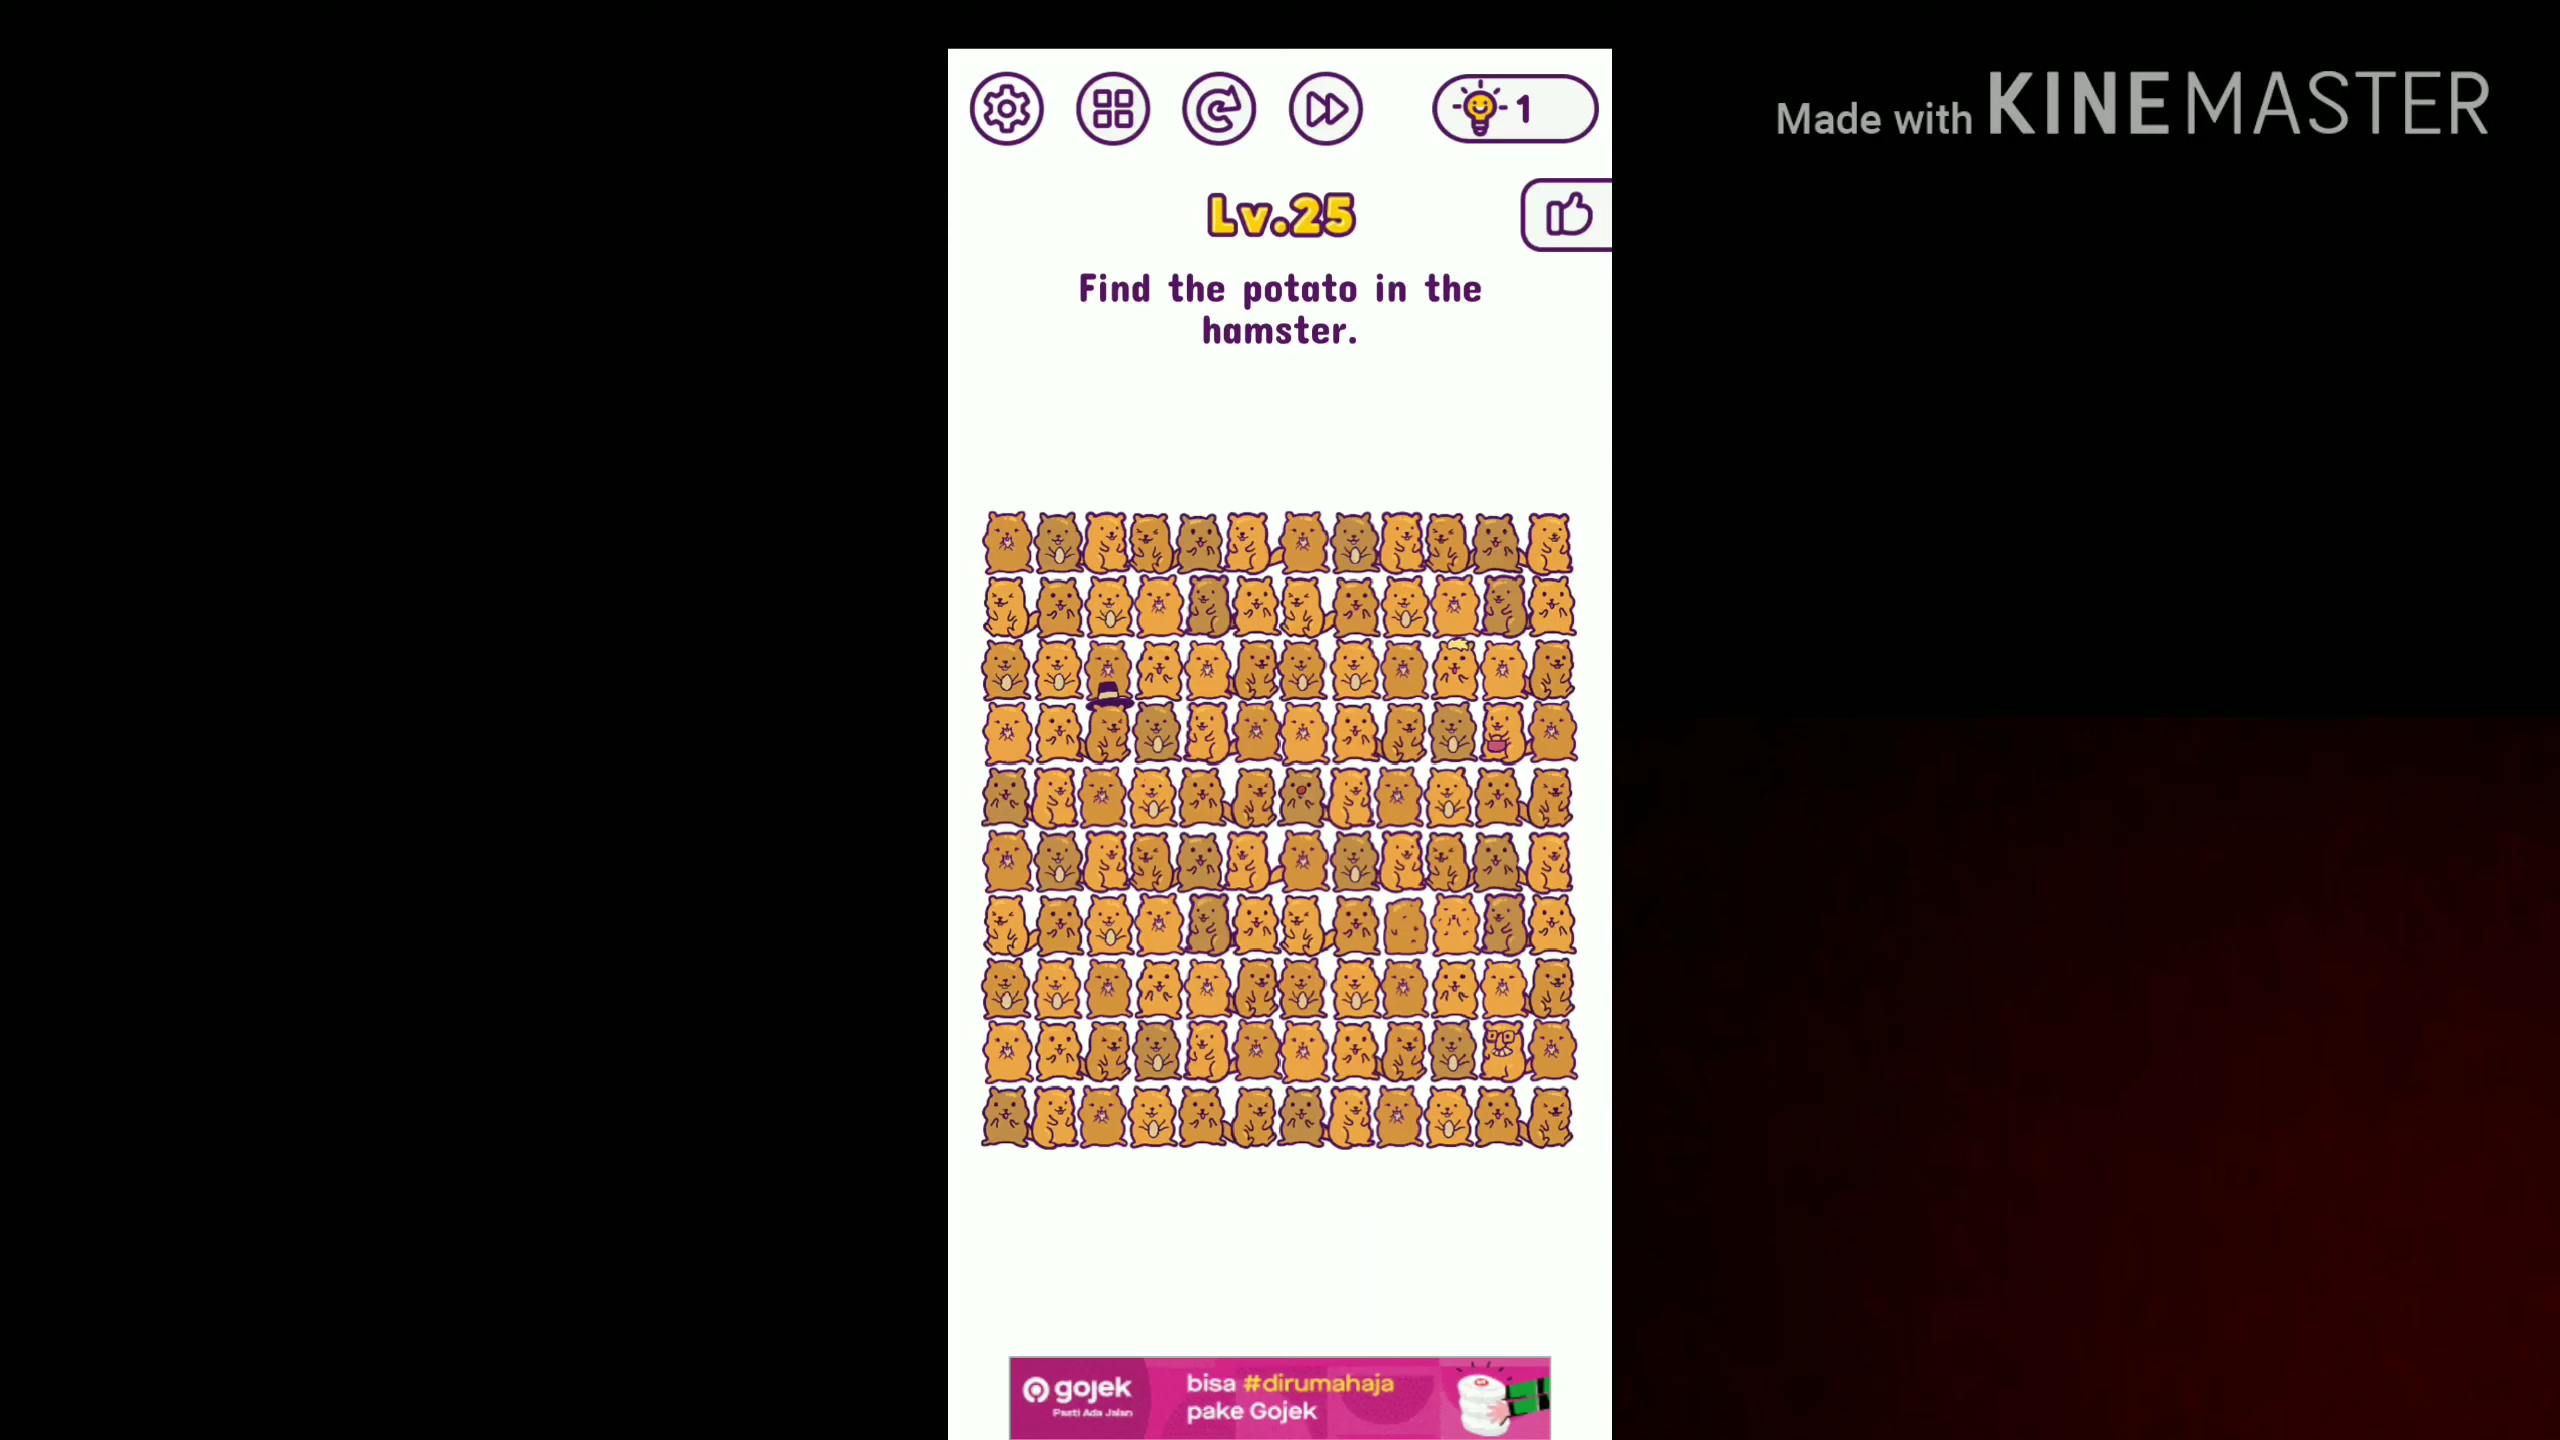 Made with KINEMASTER
1
Lv.25
Find the potato in the
hamster.
gojek
Pasti Ada Jalan
bisa #dirumahaja
pake Gojek